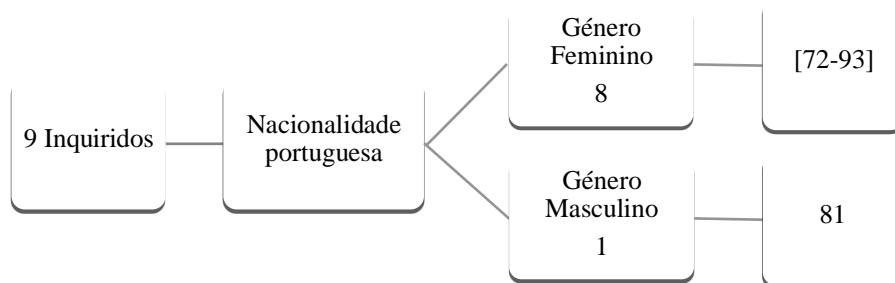 9 Inquiridos
Nacionalidade
portuguesa
Género
Feminino
8
[72-93]
Género
Masculino
1
81